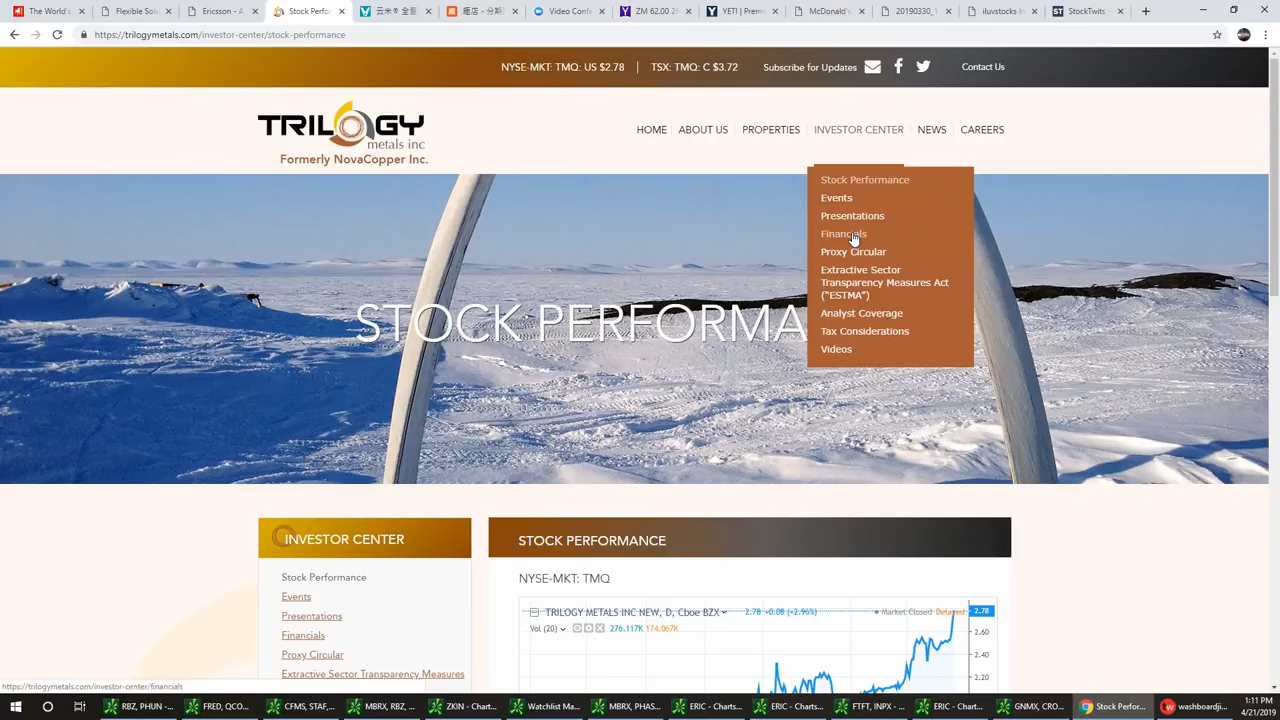 The World's
Flexible Solu
Ericsson - A
Stock Perfo
Video Confe
ZM 62.00
YETI | Profile
McDonald's
20190330_1
iluvstocks
StockTwits -
https://trilogymetals.com/investor-center/stock-performance
NYSE-MKT: TMQ: US $2.78 | TSX: TMQ: C $3.72 Subscribe for Updates Contact Us
TRILOGY
metals inc
Formerly NovaCopper Inc.
HOME ABOUT US PROPERTIES INVESTOR CENTER NEWS CAREERS
Stock Performance
Events
Presentations
Financials
Proxy Circular
Extractive Sector
Transparency Measures Act
("ESTMA")
Analyst Coverage
Tax Considerations
Videos
STOCK PERFORMA
INVESTOR CENTER
Stock Performance
Events
Presentations
Financials
Proxy Circular
Extractive Sector Transparency Measures
STOCK PERFORMANCE
NYSE-MKT: TMQ
TRILOGY METALS INC NEW, D, Cboe BZX 2.78 +0.08 (+2.96%) Market Closed Delayed 2.78
Vol (20) 276.117K 174.067K
2.60
2.40
2.20
https://trilogymetals.com/investor-center/financials
RBZ, PHUN -...
FRED, QCO...
CFMS, STAF,...
MBRX, RBZ, ...
ZKIN - Chart...
Watchlist Ma...
MBRX, PHAS...
ERIC - Charts...
ERIC - Charts...
FTFT, INPX - ...
ERIC - Chart...
GNMX, CRO...
Stock Perfor...
washboardji...
1:11 PM
4/21/2019